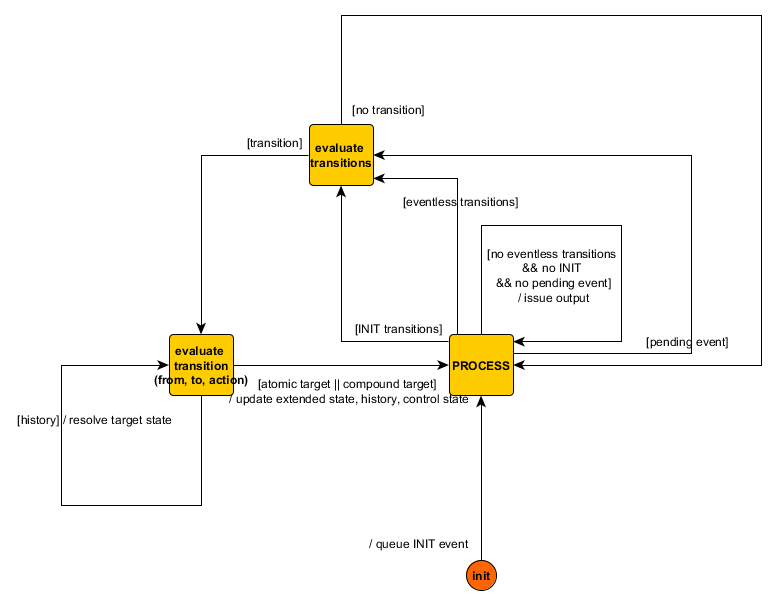 [no transition]
[transition]
evaluate
transitions
[eventless transitions]
[no eventless transitions
&& no INIT
&& no pending event]
/ issue output
[INIT transitions]
[pending event]
evaluate
transition
(from, to, action)
PROCESS
[atomic target || compound target]
/ update extended state, history, control state
[history] / resolve target state
/ queue INIT event
init